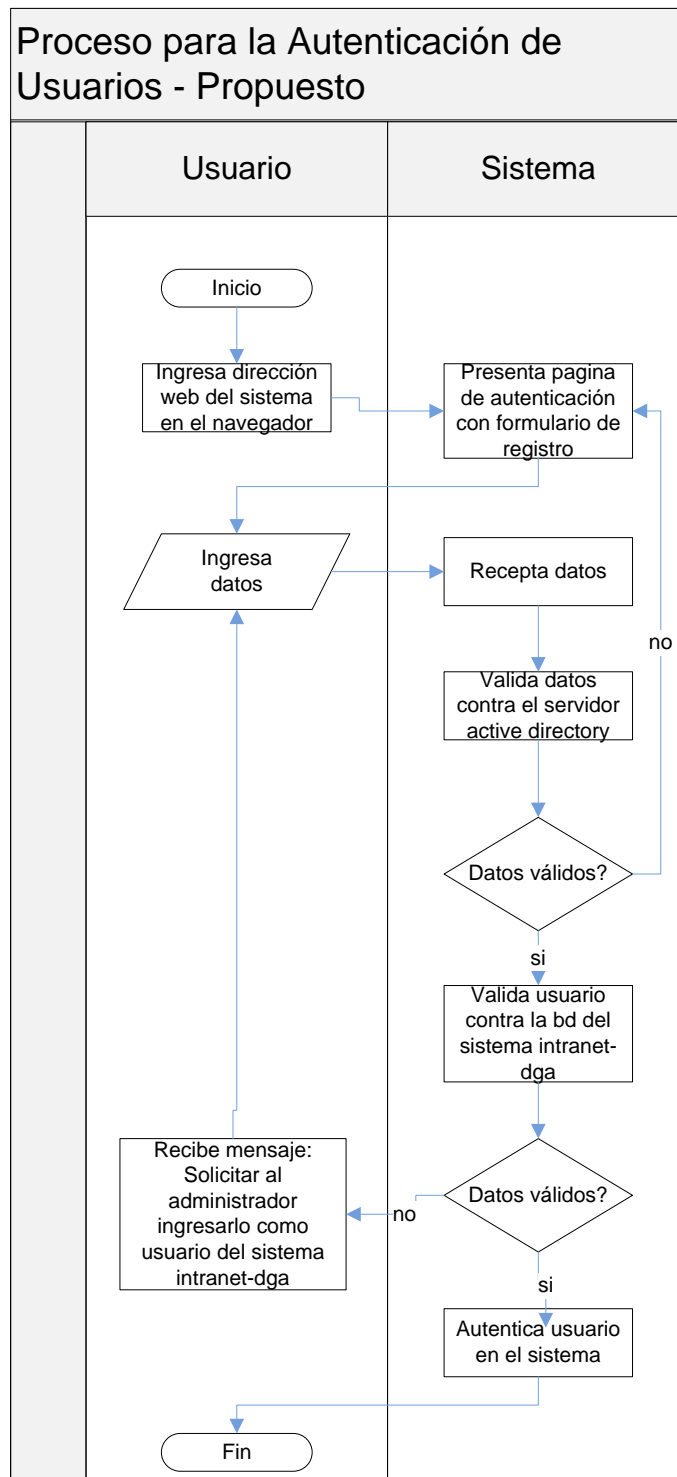 Proceso para la Autenticación de
Usuarios - Propuesto
Usuario
Sistema
Inicio
Ingresa dirección
web del sistema
en el navegador
Presenta pagina
de autenticación
con formulario de
registro
Ingresa
datos
Recepta datos
no
Valida datos
contra el servidor
active directory
Datos válidos?
si
Valida usuario
contra la bd del
sistema intranet-
dga
Recibe mensaje:
Solicitar al
administrador
ingresarlo como
usuario del sistema
intranet-dga
Datos válidos?
no
si
Autentica usuario
en el sistema
Fin